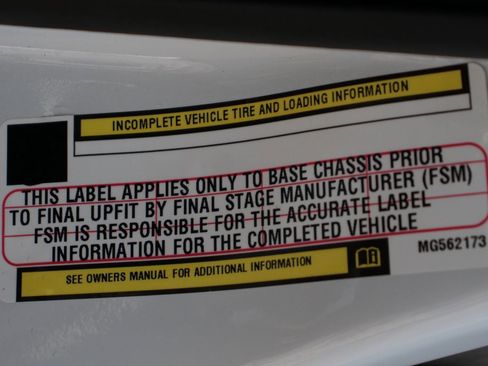 INCOMPLETE VEHICLE TIRE AND LOADING INFORMATION
THIS LABEL APPLIES ONLY TO BASE CHASSIS PRIOR
TO FINAL UPFIT BY FINAL STAGE MANUFACTURER (FSM)
FSM IS RESPONSIBLE FOR THE ACCURATE LABEL
INFORMATION FOR THE COMPLETED VEHICLE
MG562173
SEE OWNERS MANUAL FOR ADDITIONAL INFORMATION